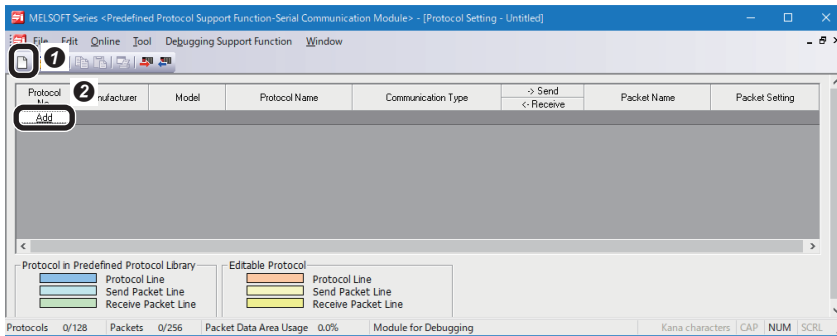 MELSOFT Series <Predefined Protocol Support Function-Serial Communication Module> - [Protocol Setting - Untitled]
File Edit Online Tool Debugging Support Function Window
1
2
Protocol No. nufacturer Model Protocol Name Communication Type -> Send Packet Name Packet Setting
<- Receive
Add
Protocol in Predefined Protocol Library Editable Protocol
Protocol Line Protocol Line
Send Packet Line Send Packet Line
Receive Packet Line Receive Packet Line
Protocols 0/128 Packets 0/256 Packet Data Area Usage 0.0% Module for Debugging Kana characters CAP NUM SCRL